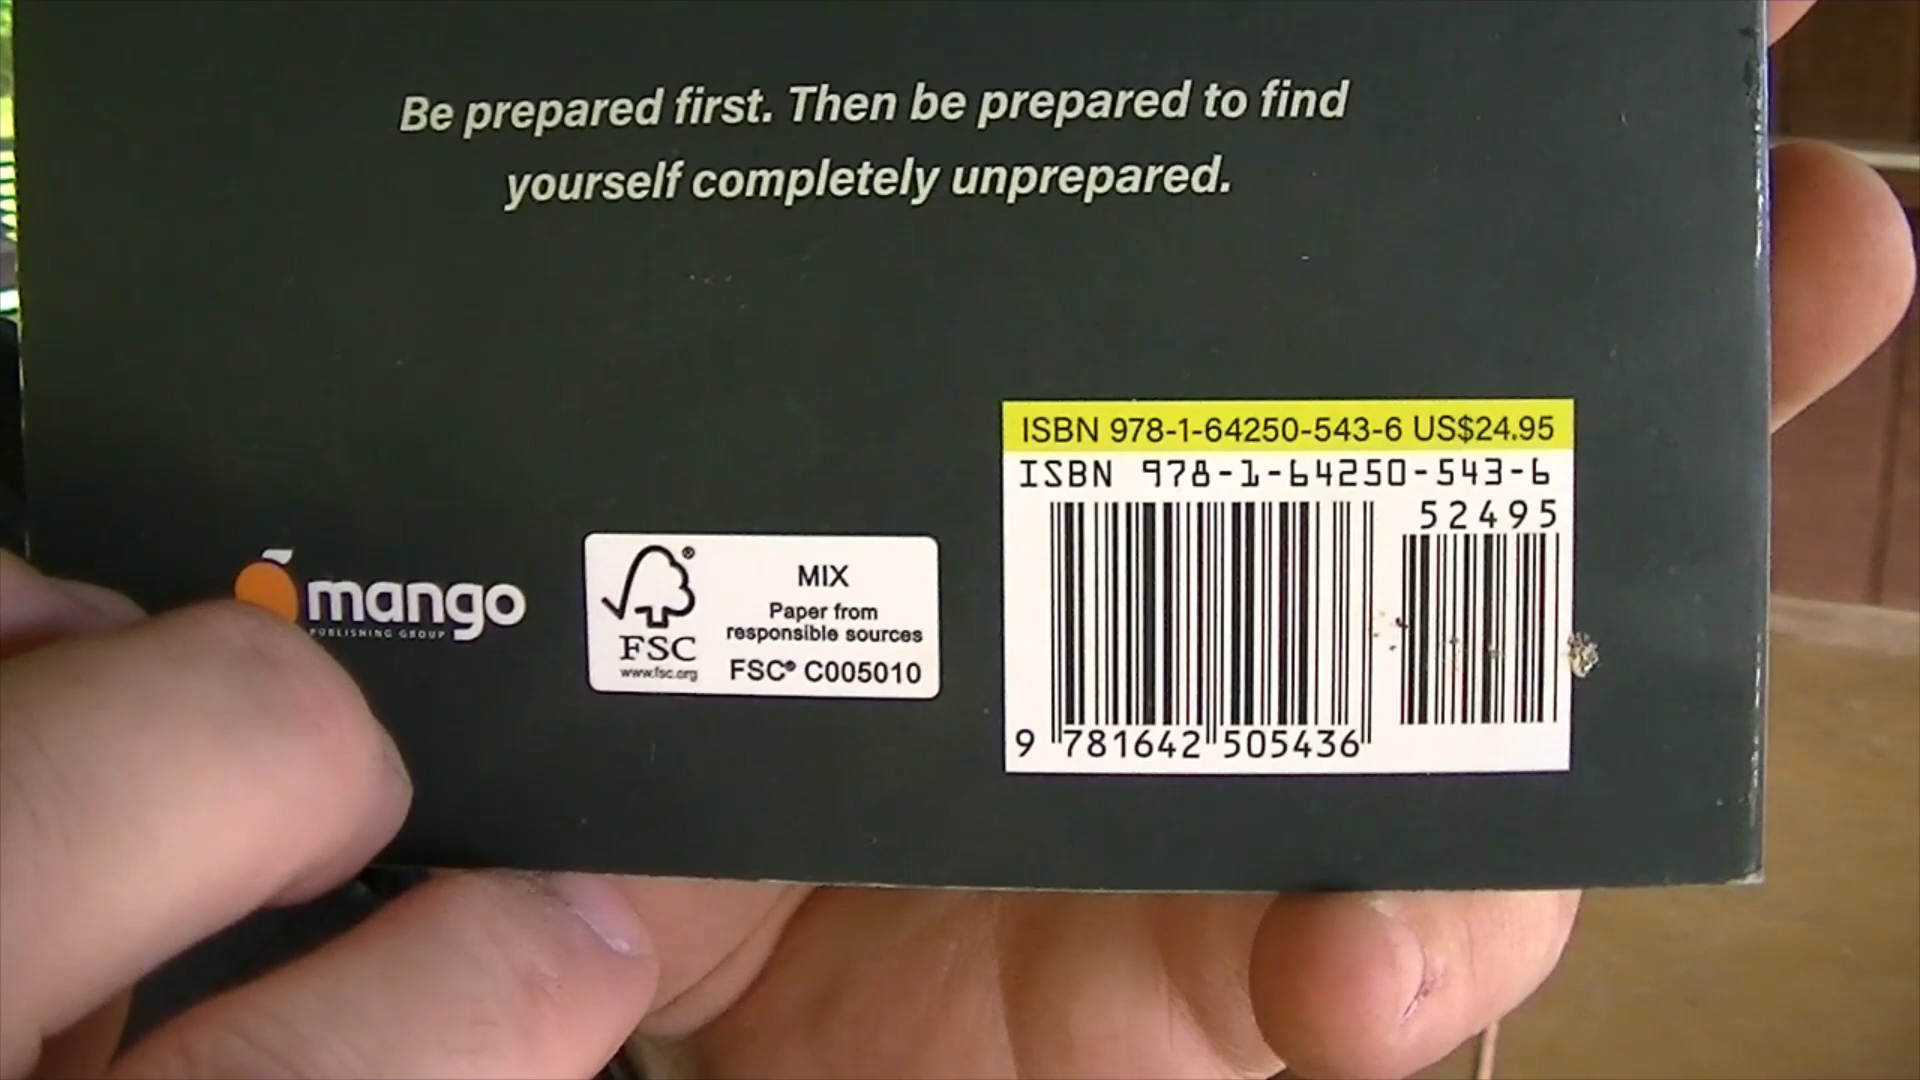 Be prepared first. Then be prepared to find
yourself completely unprepared.
ISBN 978-1-64250-543-6 US$24.95
ISBN 978-1-64250-543-6
52495
9 781642 505436
mango
PUBLISHING GROUP
®
FSC
www.fsc.org
MIX
Paper from
responsible sources
FSC® C005010